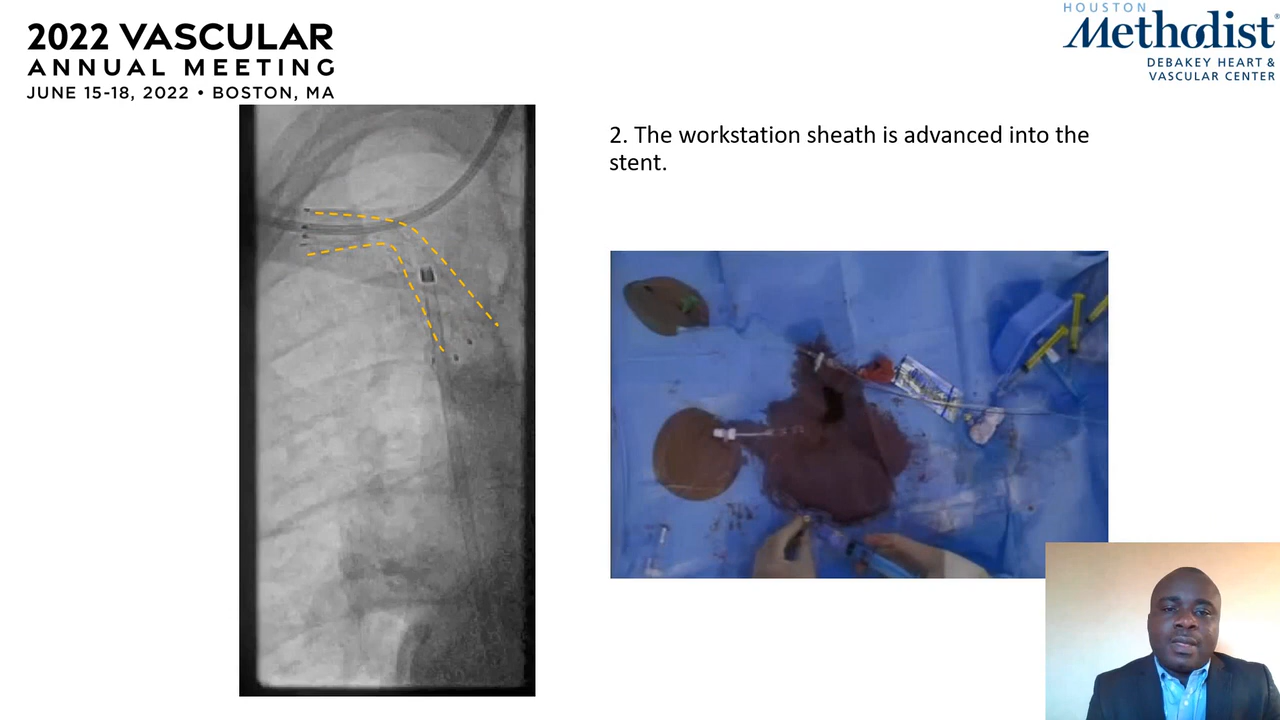 2022 VASCULAR
ANNUAL MEETING
JUNE 15-18, 2022 • BOSTON, MA
HOUSTON
Methodist®
DEBAKEY HEART &
VASCULAR CENTER
2. The workstation sheath is advanced into the
stent.